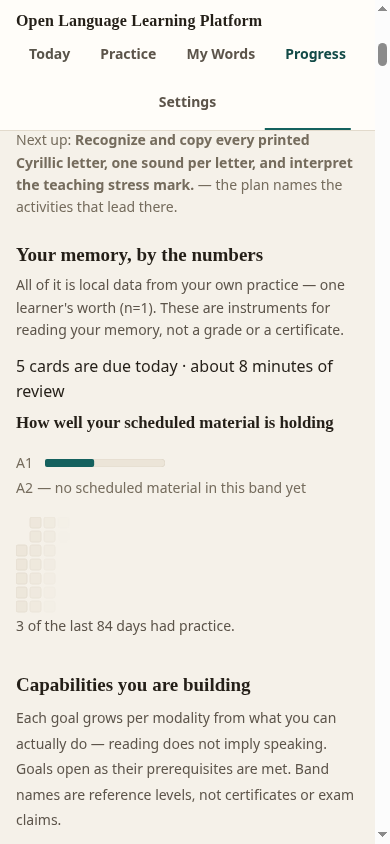 Open Language Learning Platform
Today Practice My Words Progress
Settings
Next up: Recognize and copy every printed
Cyrillic letter, one sound per letter, and interpret
the teaching stress mark. — the plan names the
activities that lead there.
Your memory, by the numbers
All of it is local data from your own practice — one
learner's worth (n=1). These are instruments for
reading your memory, not a grade or a certificate.
5 cards are due today · about 8 minutes of
review
How well your scheduled material is holding
A1
A2 — no scheduled material in this band yet
3 of the last 84 days had practice.
Capabilities you are building
Each goal grows per modality from what you can
actually do — reading does not imply speaking.
Goals open as their prerequisites are met. Band
names are reference levels, not certificates or exam
claims.